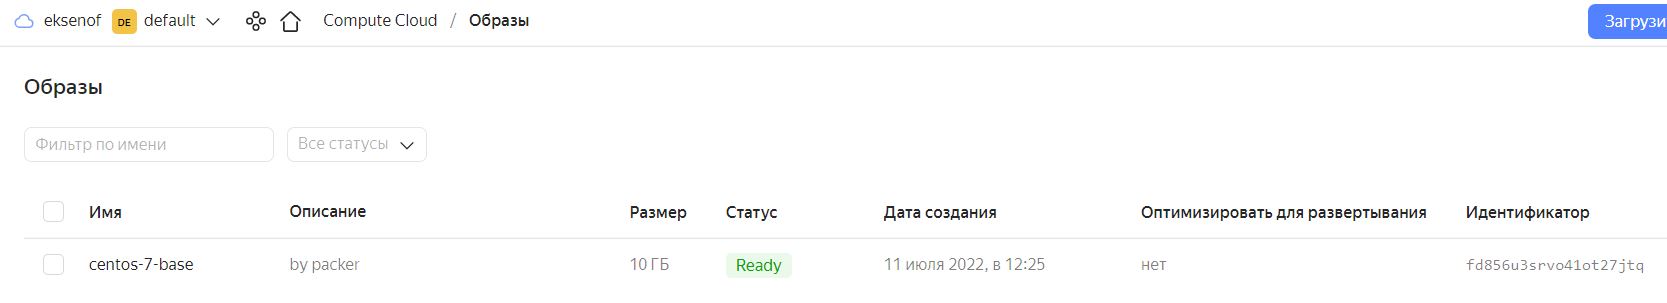 eksenof DE default Compute Cloud / Образы Загрузи
Образы
Фильтр по имени Все статусы
Имя Описание Размер Статус Дата создания Оптимизировать для развертывания Идентификатор
centos-7-base by packer 10 ГБ Ready 11 июля 2022, в 12:25 нет fd856u3srvo41ot27jtq